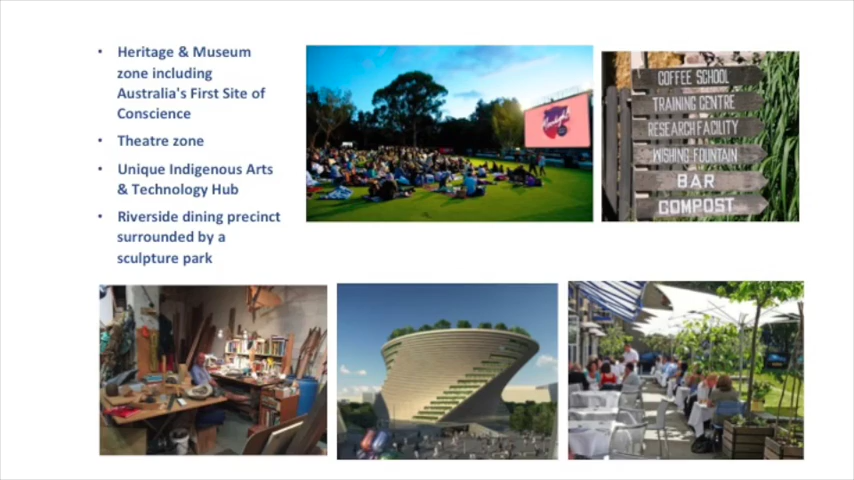 • Heritage & Museum
zone including
Australia's First Site of
Conscience
• Theatre zone
• Unique Indigenous Arts
& Technology Hub
• Riverside dining precinct
surrounded by a
sculpture park
Moonlight
COFFEE SCHOOL
TRAINING CENTRE
RESEARCH FACILITY
WISHING FOUNTAIN
BAR
COMPOST